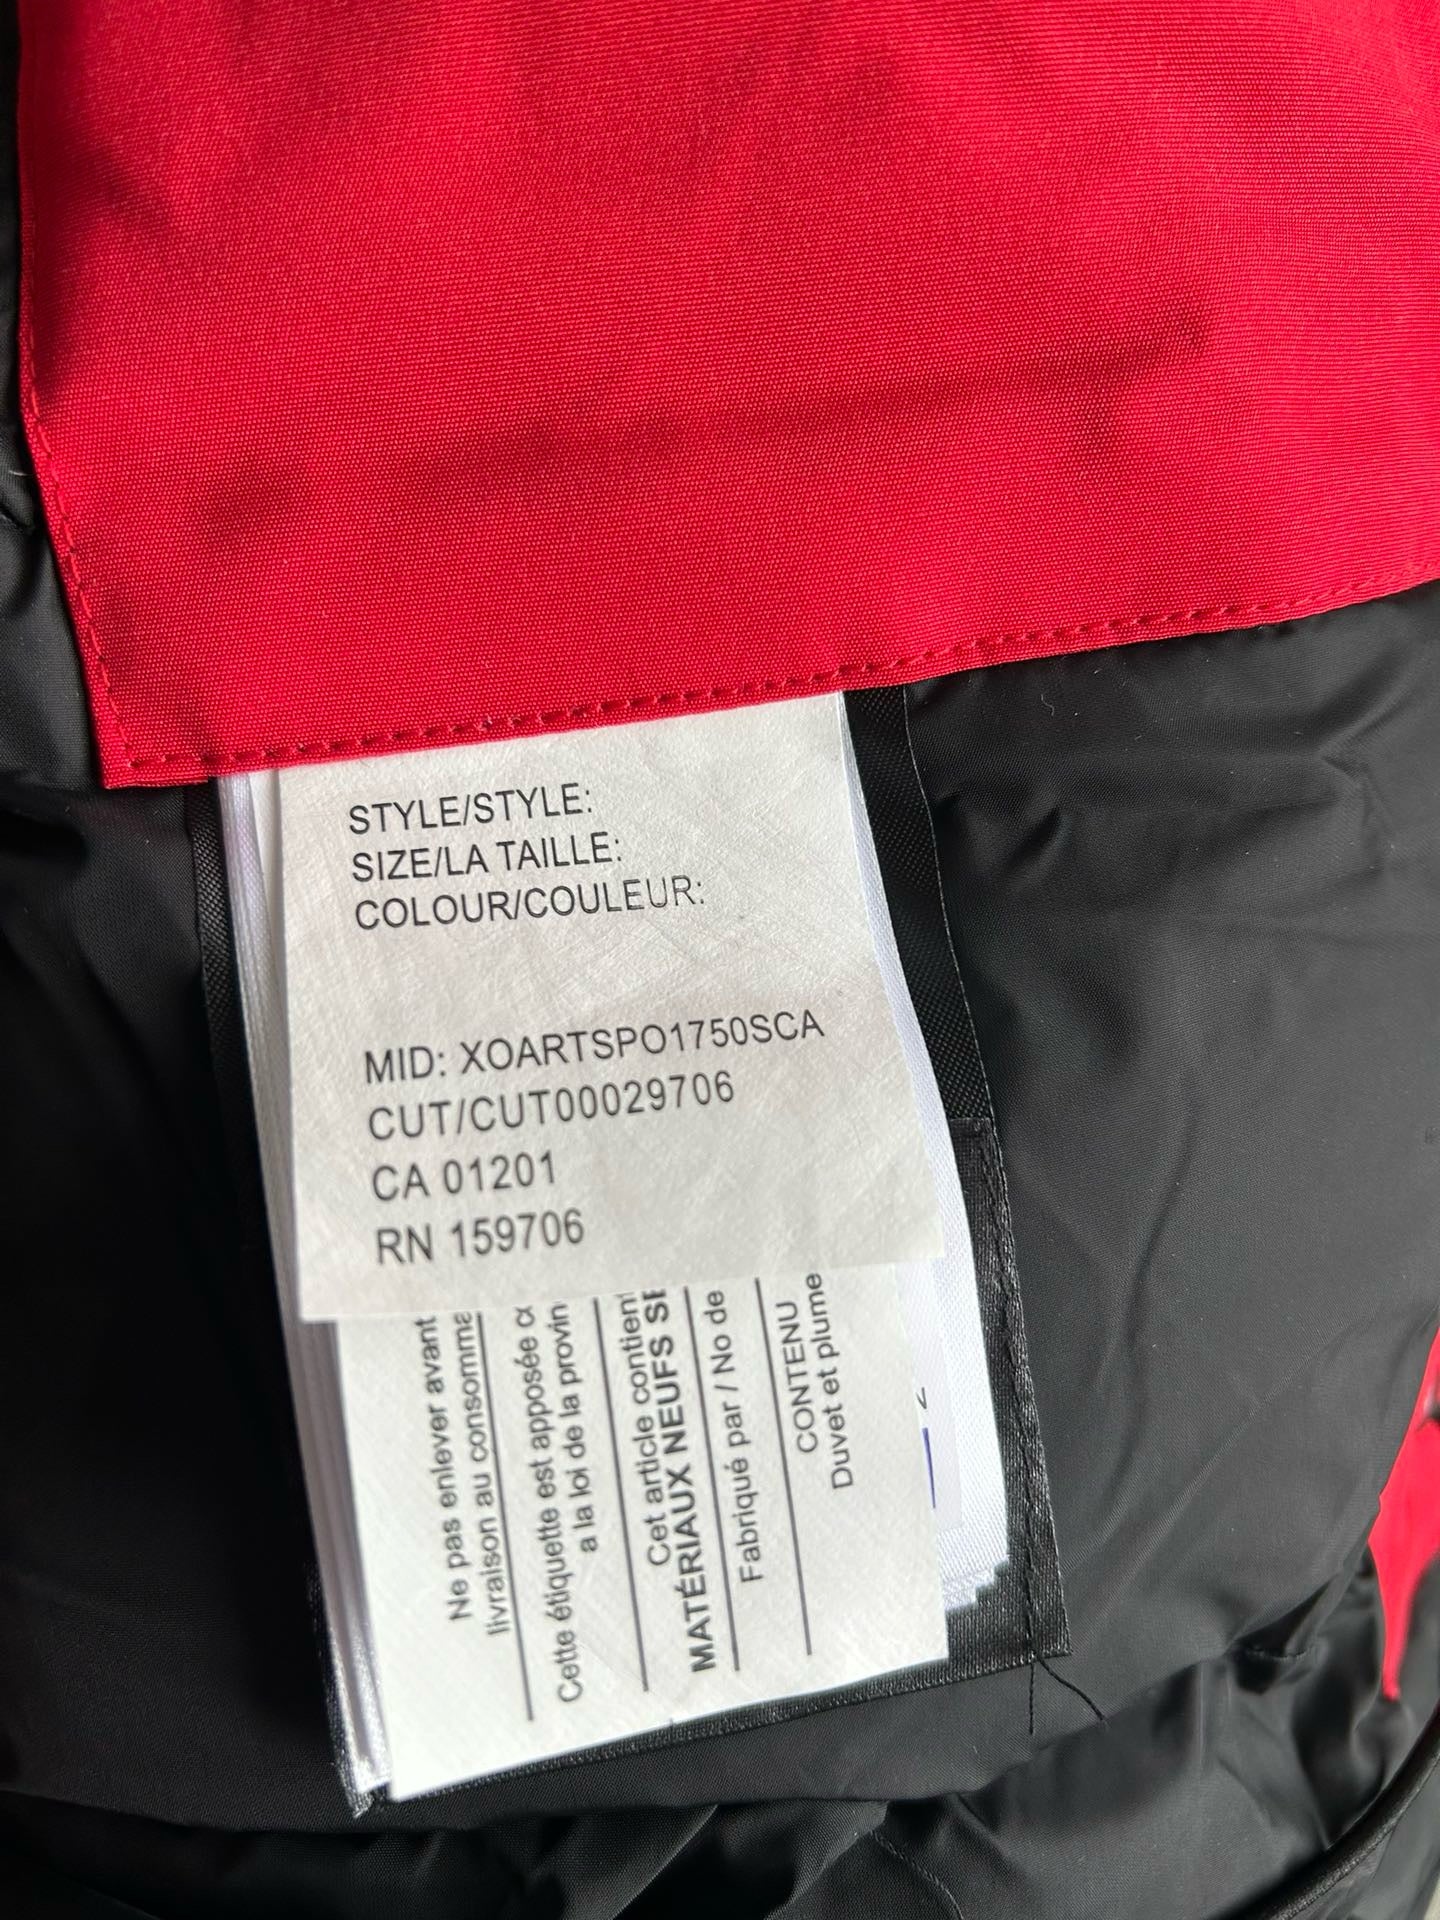 STYLE/STYLE:
SIZE/LA TAILLE:
COLOUR/COULEUR:
MID: XOARTSPO1750SCA
CUT/CUT00029706
CA 01201
RN 159706
Ne pas enlever avant
livraison au consomma
Cette étiquette est apposée
a la loi de la provin
Cet article contient
MATÉRIAUX NEUFS
Fabriqué par / No de
CONTENU
Duvet et plume